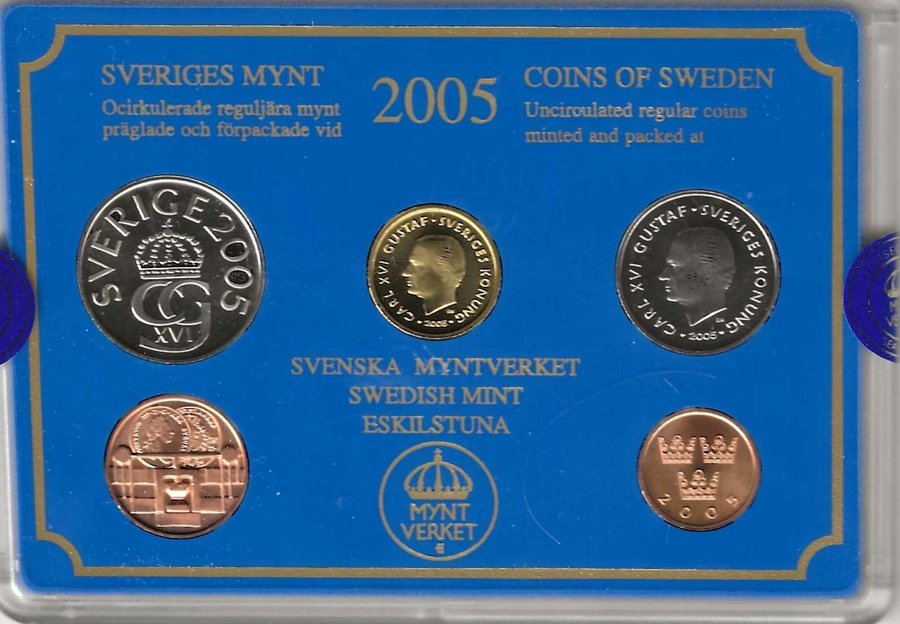 SVERIGES MYNT
Ocirkulerade reguljära mynt
präglade och förpackade vid
2005
COINS OF SWEDEN
Uncirculated regular coins
minted and packed at
SVERIGE 2005
CG
XVI
CARL XVI GUSTAF · SVERIGES KONUNG
· 2005 ·
CARL XVI GUSTAF · SVERIGES KONUNG
· 2005 ·
SVENSKA MYNTVERKET
SWEDISH MINT
ESKILSTUNA
MYNT
VERKET
2005